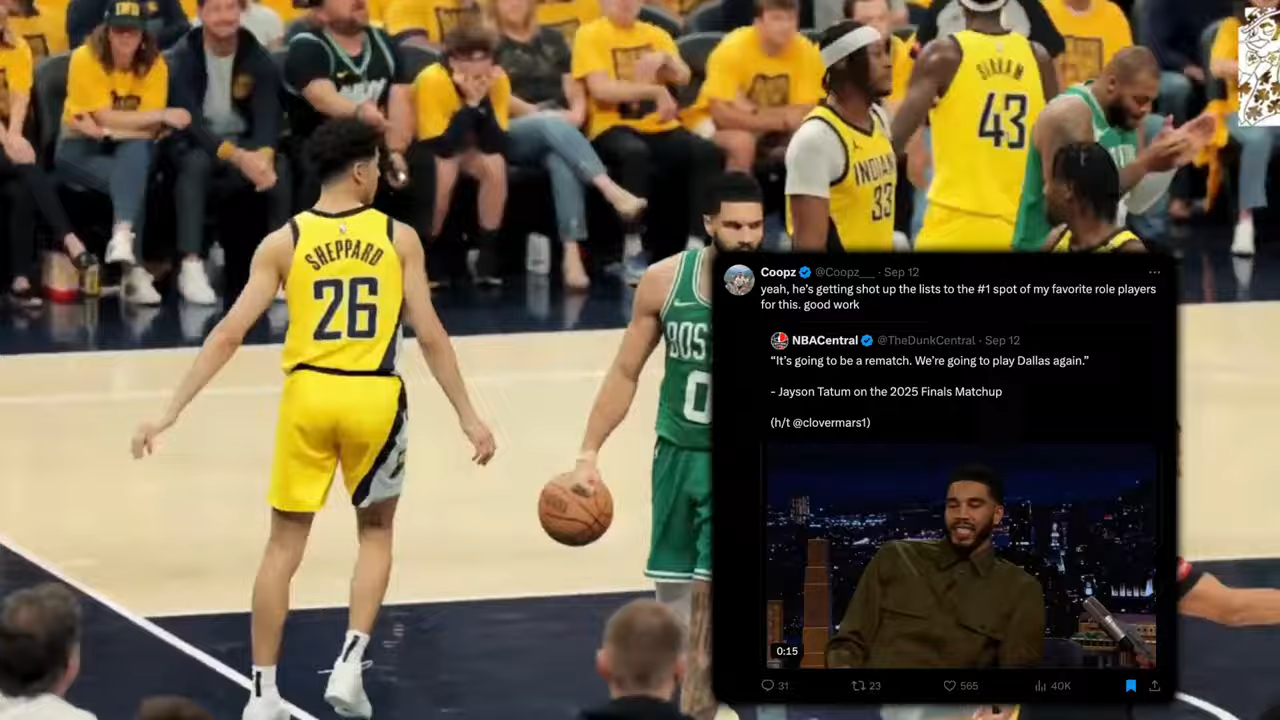 SIAKAM
43
INDIANA
33
SHEPPARD
26
BOS
0
Coopz @Coopz__ · Sep 12
yeah, he's getting shot up the lists to the #1 spot of my favorite role players
for this. good work
NBACentral @TheDunkCentral · Sep 12
“It's going to be a rematch. We're going to play Dallas again.”
- Jayson Tatum on the 2025 Finals Matchup
(h/t @clovermars1)
0:15
31 23 565 40K